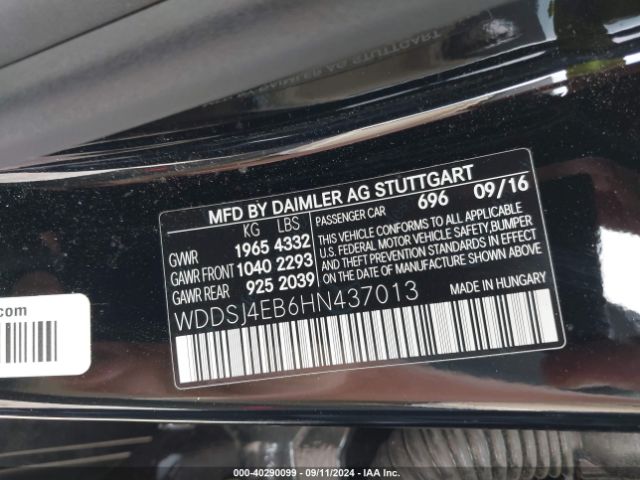 MFD BY DAIMLER AG STUTTGART
KG LBS
GVWR 1965 4332
GAWR FRONT 1040 2293
GAWR REAR 925 2039
PASSENGER CAR 696 09/16
THIS VEHICLE CONFORMS TO ALL APPLICABLE
U.S. FEDERAL MOTOR VEHICLE SAFETY,BUMPER
AND THEFT PREVENTION STANDARDS IN EFFECT
ON THE DATE OF MANUFACTURE SHOWN ABOVE.
WDDSJ4EB6HN437013
MADE IN HUNGARY
.com
000-40290099 - 09/11/2024 - IAA Inc.